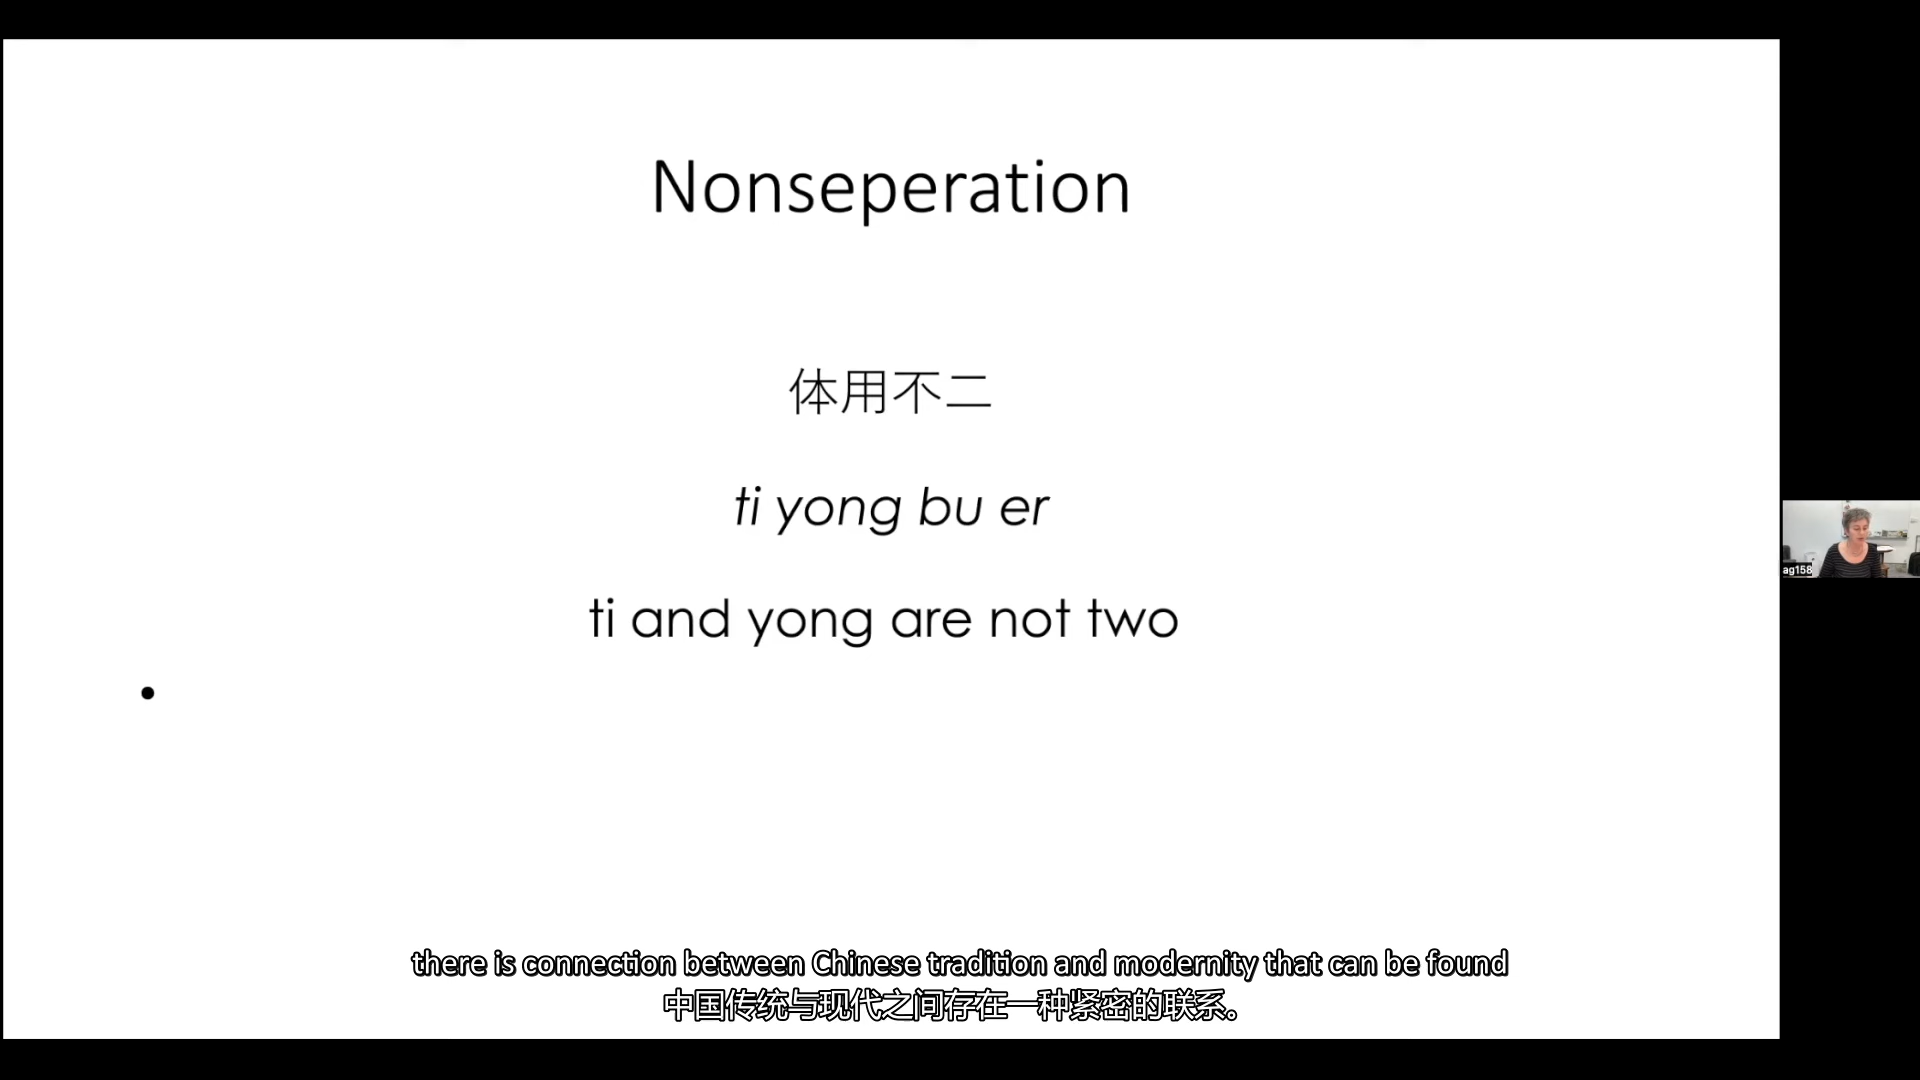 Nonseperation
体用不二
ti yong bu er
ti and yong are not two
•
ag158
there is connection between Chinese tradition and modernity that can be found
中国传统与现代之间存在一种紧密的联系。